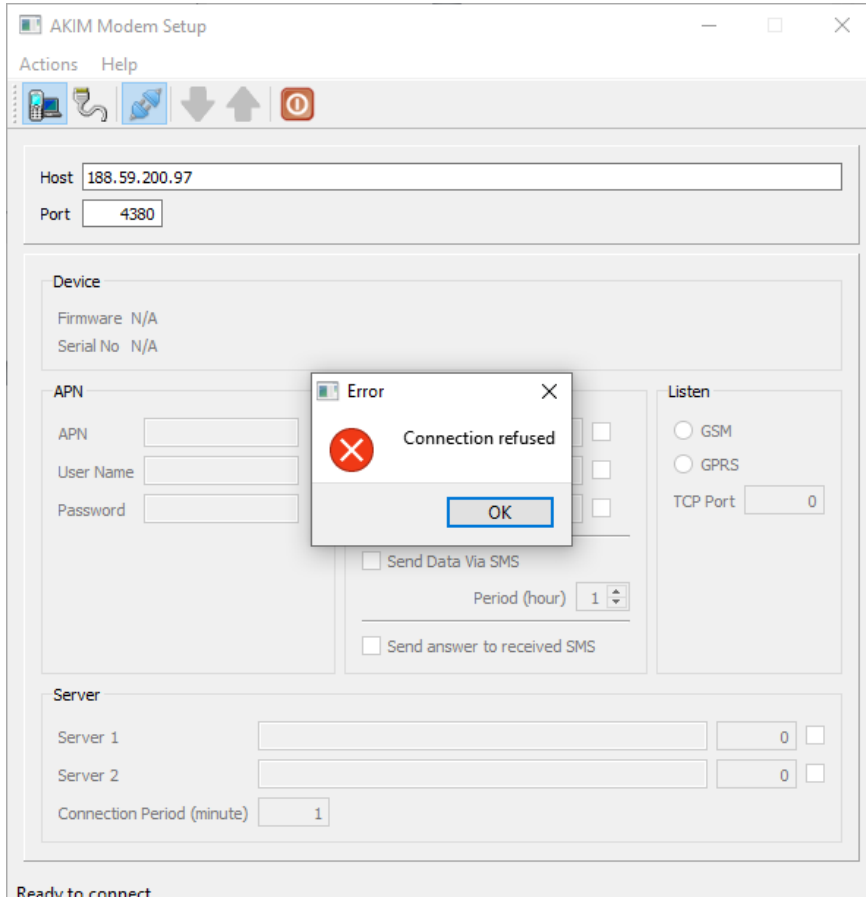 AKIM Modem Setup
Actions Help
Host 188.59.200.97
Port 4380
Device
Firmware N/A
Serial No N/A
APN
APN
User Name
Password
Error
Connection refused
OK
Send Data Via SMS
Period (hour) 1
Send answer to received SMS
Listen
GSM
GPRS
TCP Port 0
Server
Server 1 0
Server 2 0
Connection Period (minute) 1
Ready to connect